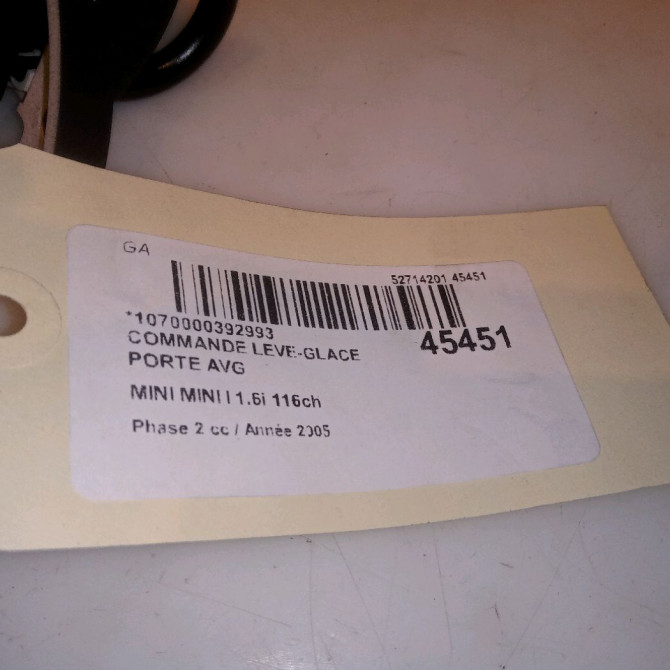 GA
52714201 45451
*1070000392993
45451
COMMANDE LEVE-GLACE
PORTE AVG
MINI MINI I 1.6i 116ch
Phase 2 cc / Année 2005